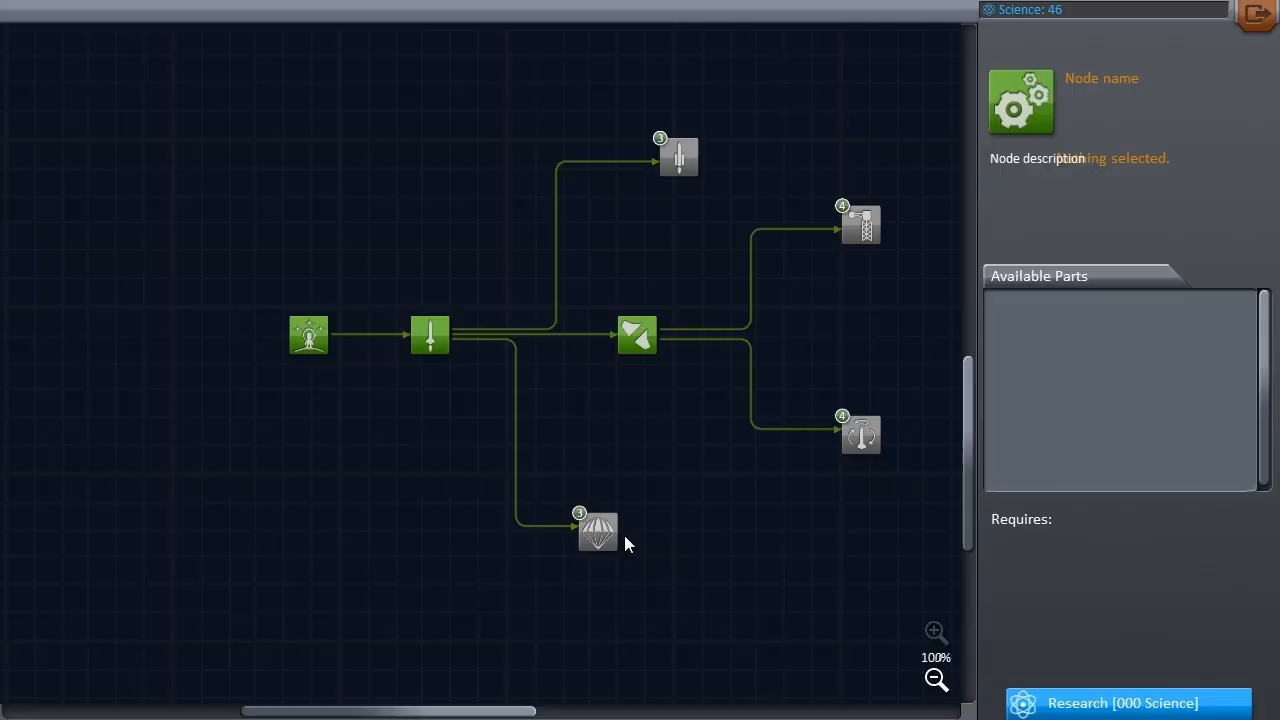 Science: 46
Node name
Node description
Nothing selected.
3
4
Available Parts
4
3
Requires:
100%
Research [000 Science]